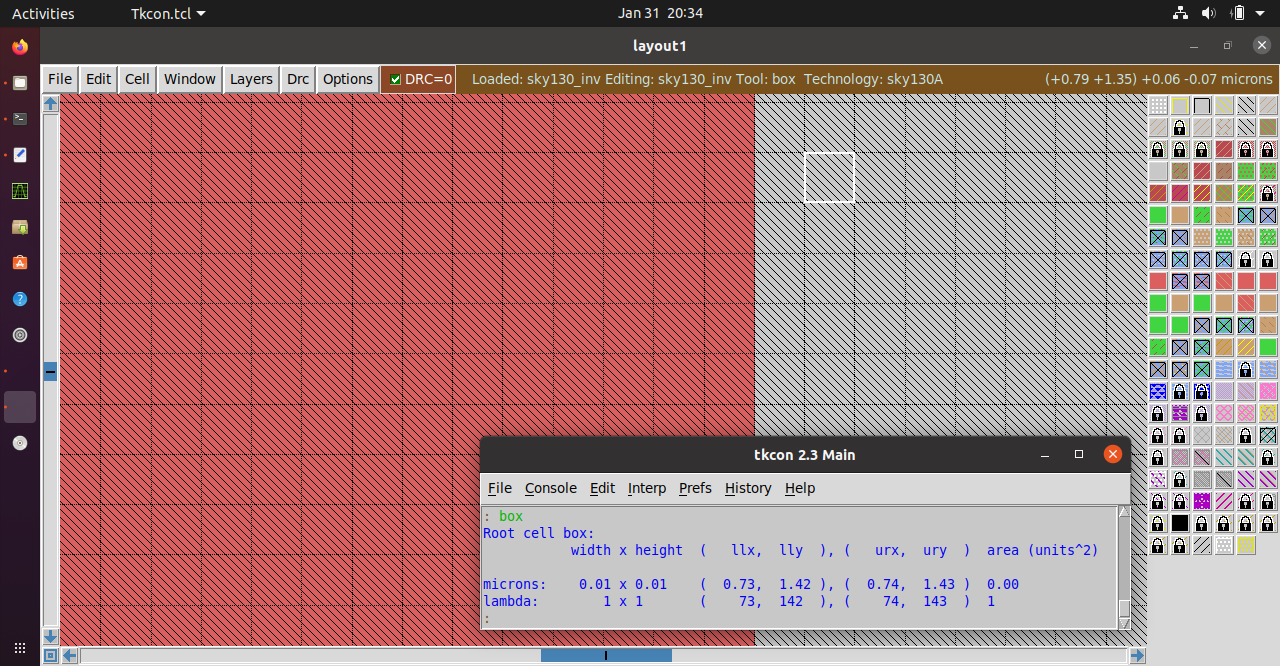 Activities Tkcon.tcl Jan 31 20:34
layout1
File Edit Cell Window Layers Drc Options DRC=0 Loaded: sky130_inv Editing: sky130_inv Tool: box Technology: sky130A (+0.79 +1.35) +0.06 -0.07 microns
tkcon 2.3 Main
File Console Edit Interp Prefs History Help
: box
Root cell box:
width x height ( llx, lly ), ( urx, ury ) area (units^2)
microns: 0.01 x 0.01 ( 0.73, 1.42 ), ( 0.74, 1.43 ) 0.00
lambda: 1 x 1 ( 73, 142 ), ( 74, 143 ) 1
: